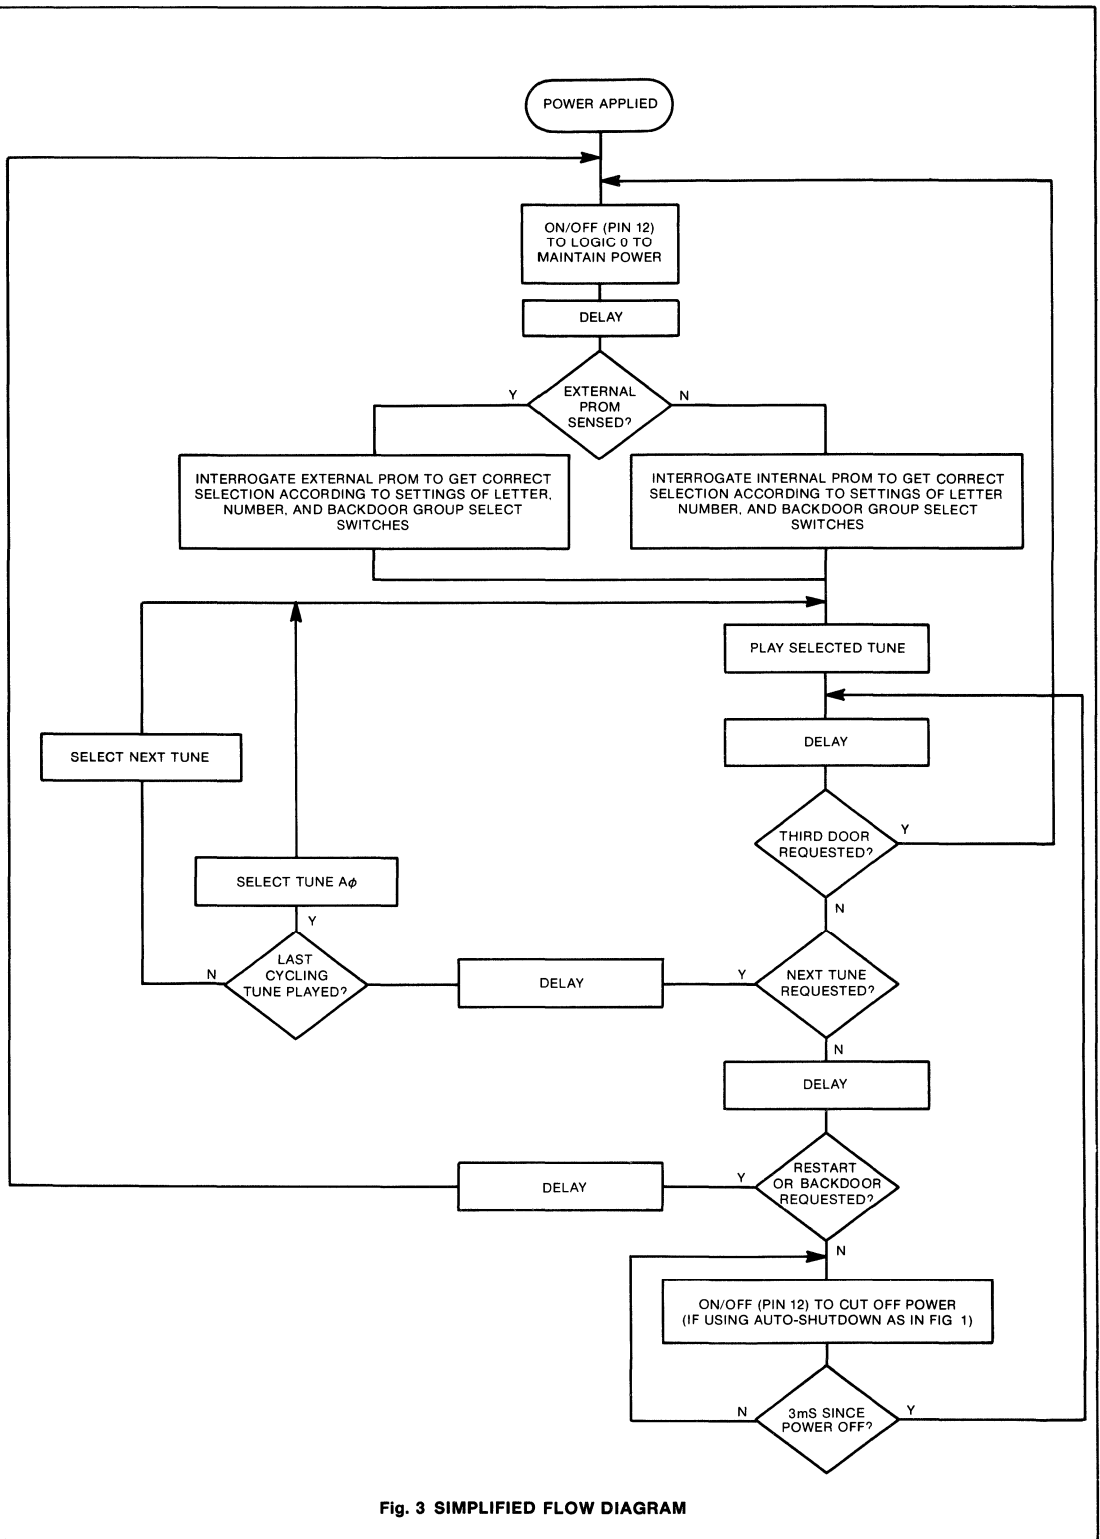 POWER APPLIED
ON/OFF (PIN 12)
TO LOGIC 0 TO
MAINTAIN POWER
DELAY
Y
EXTERNAL
PROM
SENSED?
N
INTERROGATE EXTERNAL PROM TO GET CORRECT
SELECTION ACCORDING TO SETTINGS OF LETTER,
NUMBER, AND BACKDOOR GROUP SELECT
SWITCHES
INTERROGATE INTERNAL PROM TO GET CORRECT
SELECTION ACCORDING TO SETTINGS OF LETTER
NUMBER, AND BACKDOOR GROUP SELECT
SWITCHES
PLAY SELECTED TUNE
DELAY
SELECT NEXT TUNE
THIRD DOOR
REQUESTED?
Y
N
SELECT TUNE Aϕ
Y
LAST
CYCLING
TUNE PLAYED?
N
DELAY
Y
NEXT TUNE
REQUESTED?
N
DELAY
RESTART
OR BACKDOOR
REQUESTED?
Y
DELAY
N
ON/OFF (PIN 12) TO CUT OFF POWER
(IF USING AUTO-SHUTDOWN AS IN FIG 1)
N
3mS SINCE
POWER OFF?
Y
Fig. 3 SIMPLIFIED FLOW DIAGRAM